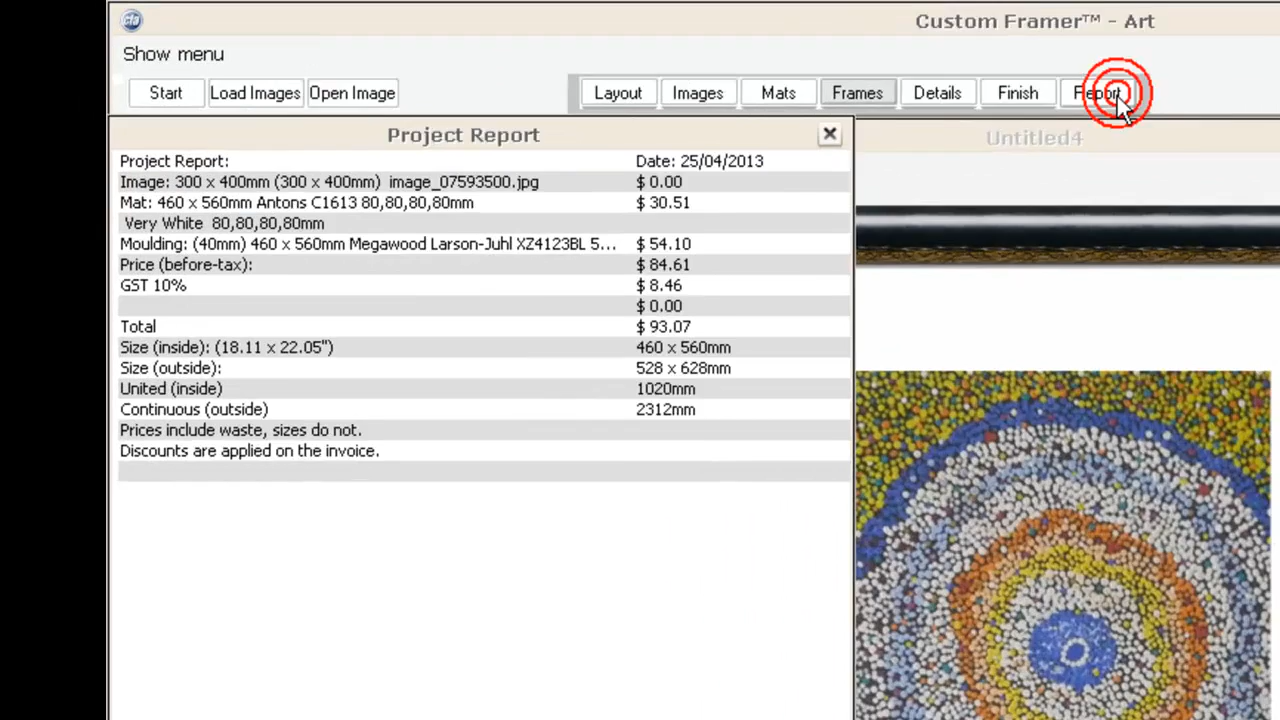 cfa
Custom Framer™ - Art
Show menu
Start Load Images Open Image Layout Images Mats Frames Details Finish Report
Project Report
Untitled4
Project Report: Date: 25/04/2013
Image: 300 x 400mm (300 x 400mm) image_07593500.jpg $ 0.00
Mat: 460 x 560mm Antons C1613 80,80,80,80mm $ 30.51
Very White 80,80,80,80mm
Moulding: (40mm) 460 x 560mm Megawood Larson-Juhl XZ4123BL 5... $ 54.10
Price (before-tax): $ 84.61
GST 10% $ 8.46
$ 0.00
Total $ 93.07
Size (inside): (18.11 x 22.05") 460 x 560mm
Size (outside): 528 x 628mm
United (inside) 1020mm
Continuous (outside) 2312mm
Prices include waste, sizes do not.
Discounts are applied on the invoice.